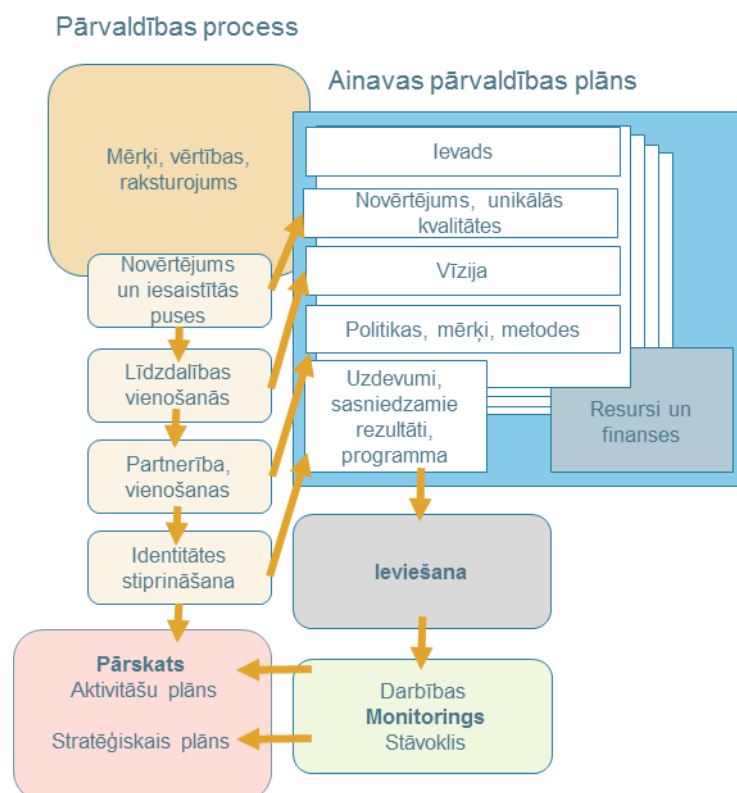 Pārvaldības process
Ainavas pārvaldības plāns
Mērķi, vērtības,
raksturojums
Novērtējums
un iesaistītās
puses
Līdzdalības
vienošanās
Partnerība,
vienošanas
Identitātes
stiprināšana
Ievads
Novērtējums, unikālās
kvalitātes
Vīzija
Politikas, mērķi, metodes
Uzdevumi,
sasniedzamie
rezultāti,
programma
Resursi un
finanses
Ieviešana
Pārskats
Aktivitāšu plāns
Stratēģiskais plāns
Darbības
Monitorings
Stāvoklis